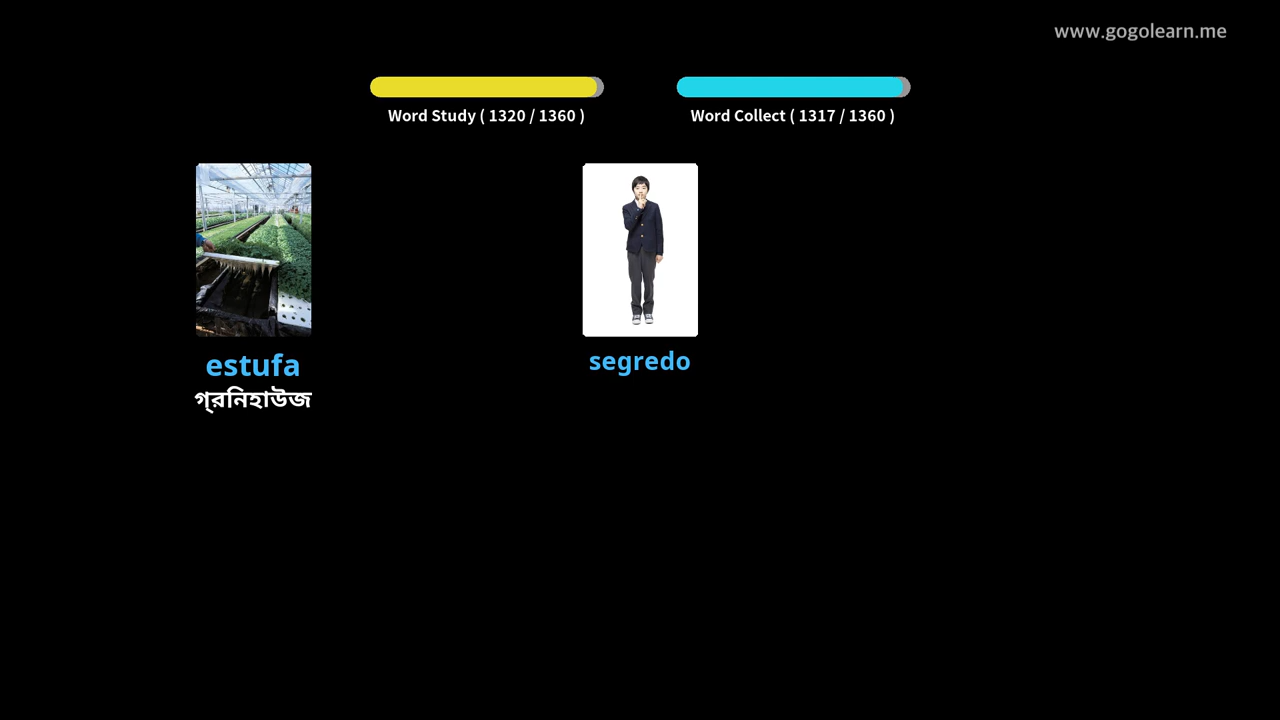 www.gogolearn.me
Word Study ( 1320 / 1360 )
Word Collect ( 1317 / 1360 )
estufa
segredo
গ্রনিহাউজ